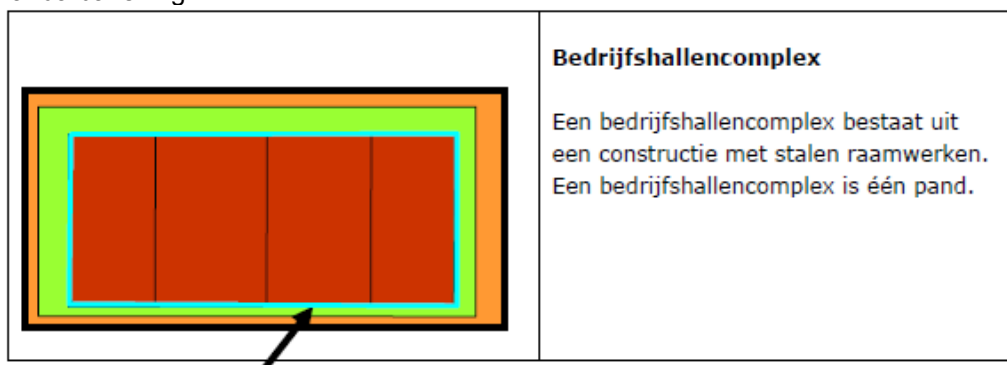 Bedrijfshallencomplex
Een bedrijfshallencomplex bestaat uit
een constructie met stalen raamwerken.
Een bedrijfshallencomplex is één pand.